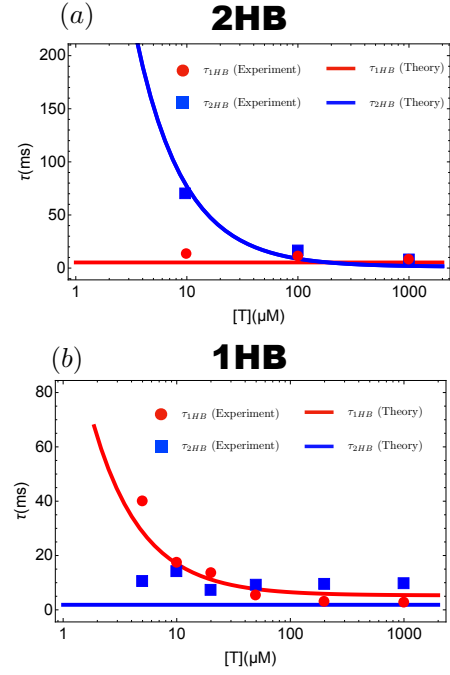 (a) 2HB
τ1HB (Experiment) τ1HB (Theory)
τ2HB (Experiment) τ2HB (Theory)
200
150
100
50
0
τ(ms)
1 10 100 1000
[T](μM)
(b) 1HB
τ1HB (Experiment) τ1HB (Theory)
τ2HB (Experiment) τ2HB (Theory)
80
60
40
20
0
τ(ms)
1 10 100 1000
[T](μM)